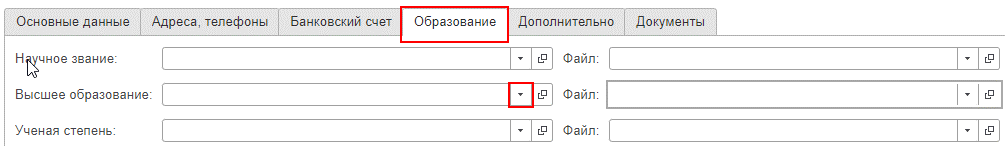 Основные данные Адреса, телефоны Банковский счет Образование Дополнительно Документы
Научное звание: Файл:
Высшее образование: Файл:
Ученая степень: Файл: